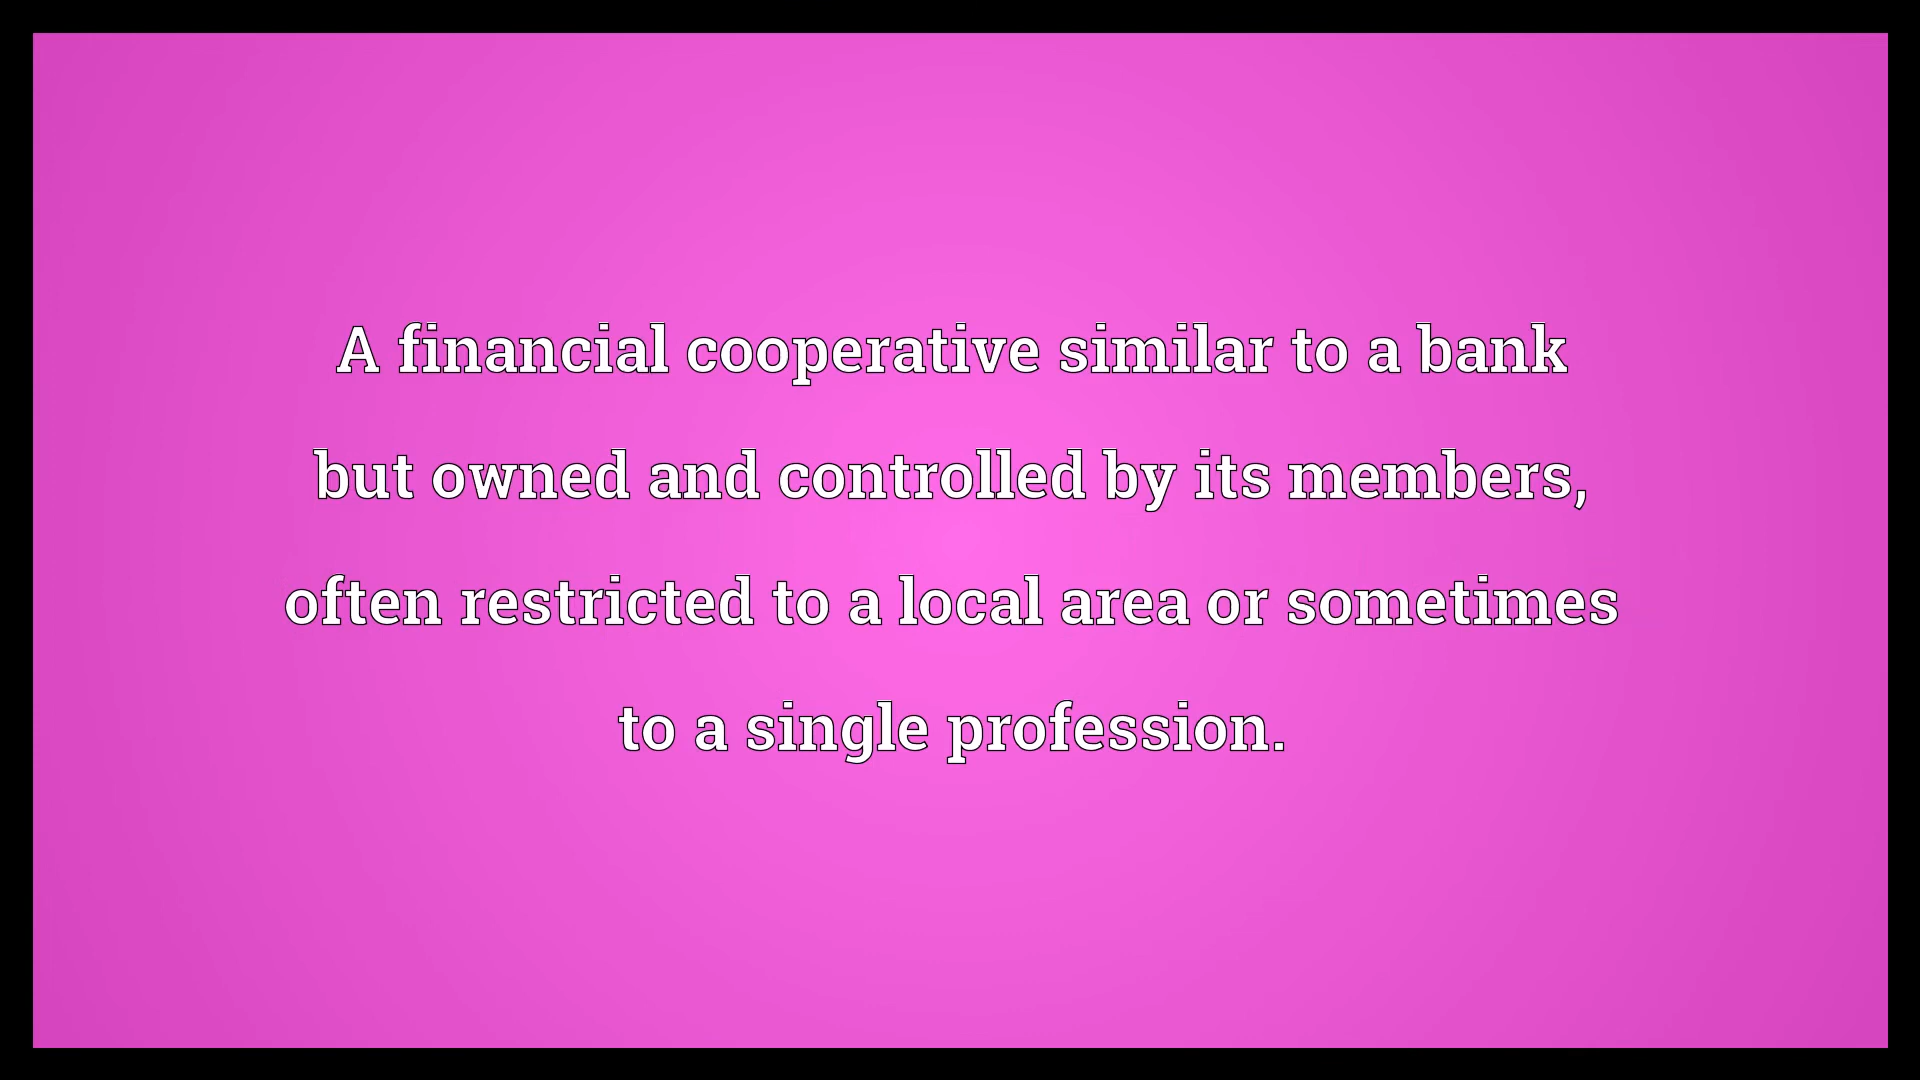 A financial cooperative similar to a bank
but owned and controlled by its members,
often restricted to a local area or sometimes
to a single profession.